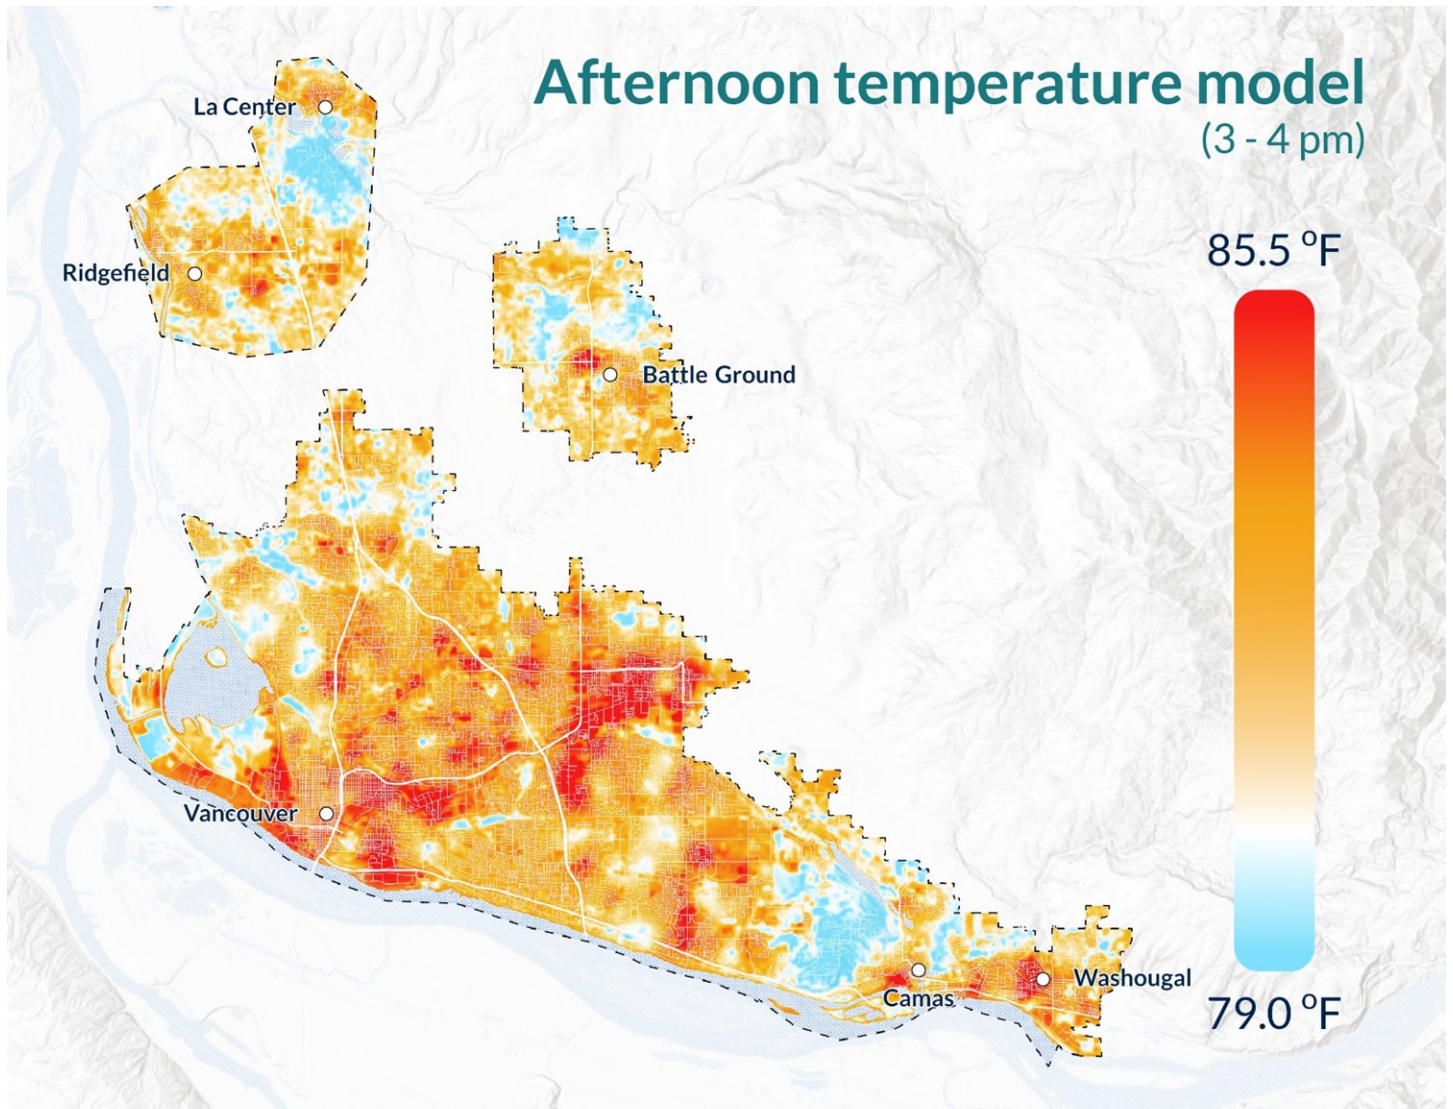 Afternoon temperature model
(3 - 4 pm)
La Center
85.5 °F
Ridgefield
Battle Ground
Vancouver
Washougal
Camas
79.0 °F